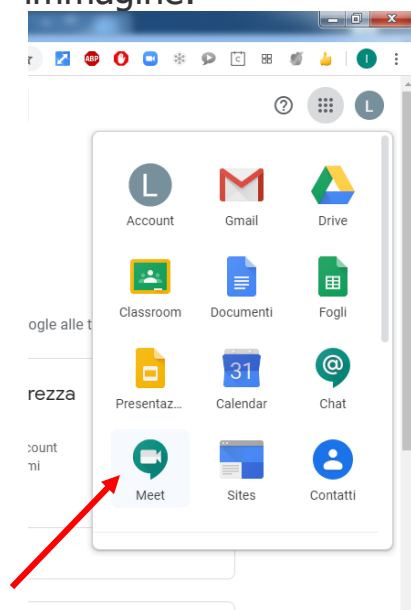 immagine.
ABP
C
I
L
L
Account Gmail Drive
Classroom Documenti Fogli
ogle alle t
rezza
31
Presentaz... Calendar Chat
count
mi
Meet Sites Contatti